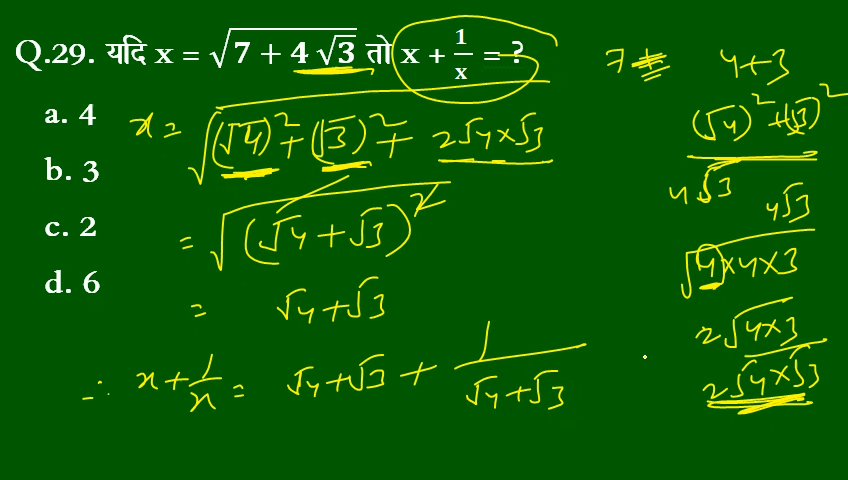 Q.29. यदि x = √7 + 4 √3 तो x + 1/x = ?
a. 4
b. 3
c. 2
d. 6
x = √(√4)² + (√3)² + 2√4 × √3
= √(√4 + √3)²
= √4 + √3
∴ x + 1/x = √4 + √3 + 1/√4 + √3
7 +
4 + 3
(√4)² + (√3)²
4√3
4√3
√4 × 4 × 3
2√4 × 3
2√4 × √3